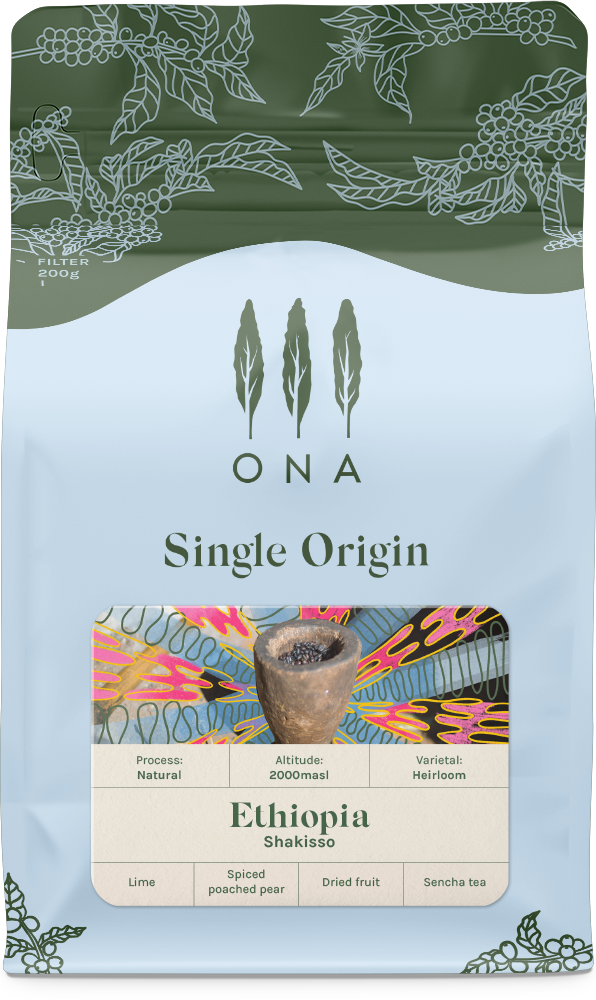 FILTER
200g
ONA
Single Origin
Process:
Natural
Altitude:
2000masl
Varietal:
Heirloom
Ethiopia
Shakisso
Lime
Spiced
poached pear
Dried fruit
Sencha tea